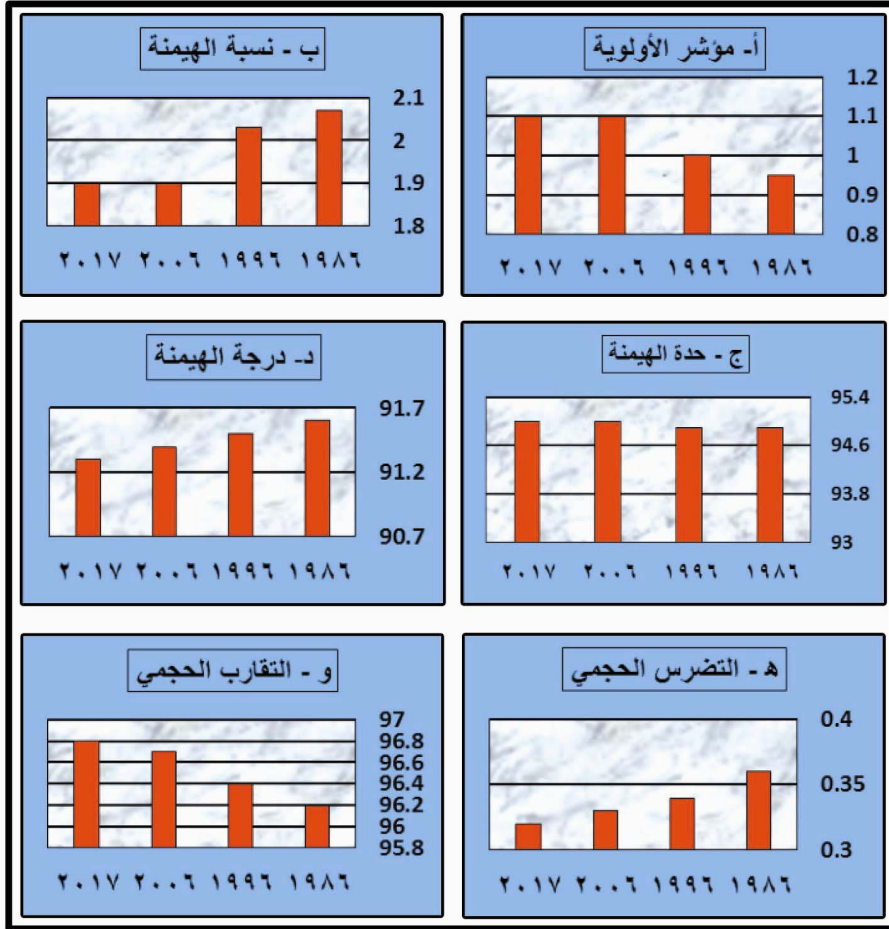 أ- مؤشر الأولوية
1.2
1.1
1
0.9
0.8
١٩٨٦ ١٩٩٦ ٢٠٠٦ ٢٠١٧
ب - نسبة الهيمنة
2.1
2
1.9
1.8
١٩٨٦ ١٩٩٦ ٢٠٠٦ ٢٠١٧
ج - حدة الهيمنة
95.4
94.6
93.8
93
١٩٨٦ ١٩٩٦ ٢٠٠٦ ٢٠١٧
د- درجة الهيمنة
91.7
91.2
90.7
١٩٨٦ ١٩٩٦ ٢٠٠٦ ٢٠١٧
ه - التضرس الحجمي
0.4
0.35
0.3
١٩٨٦ ١٩٩٦ ٢٠٠٦ ٢٠١٧
و - التقارب الحجمي
97
96.8
96.6
96.4
96.2
96
95.8
١٩٨٦ ١٩٩٦ ٢٠٠٦ ٢٠١٧